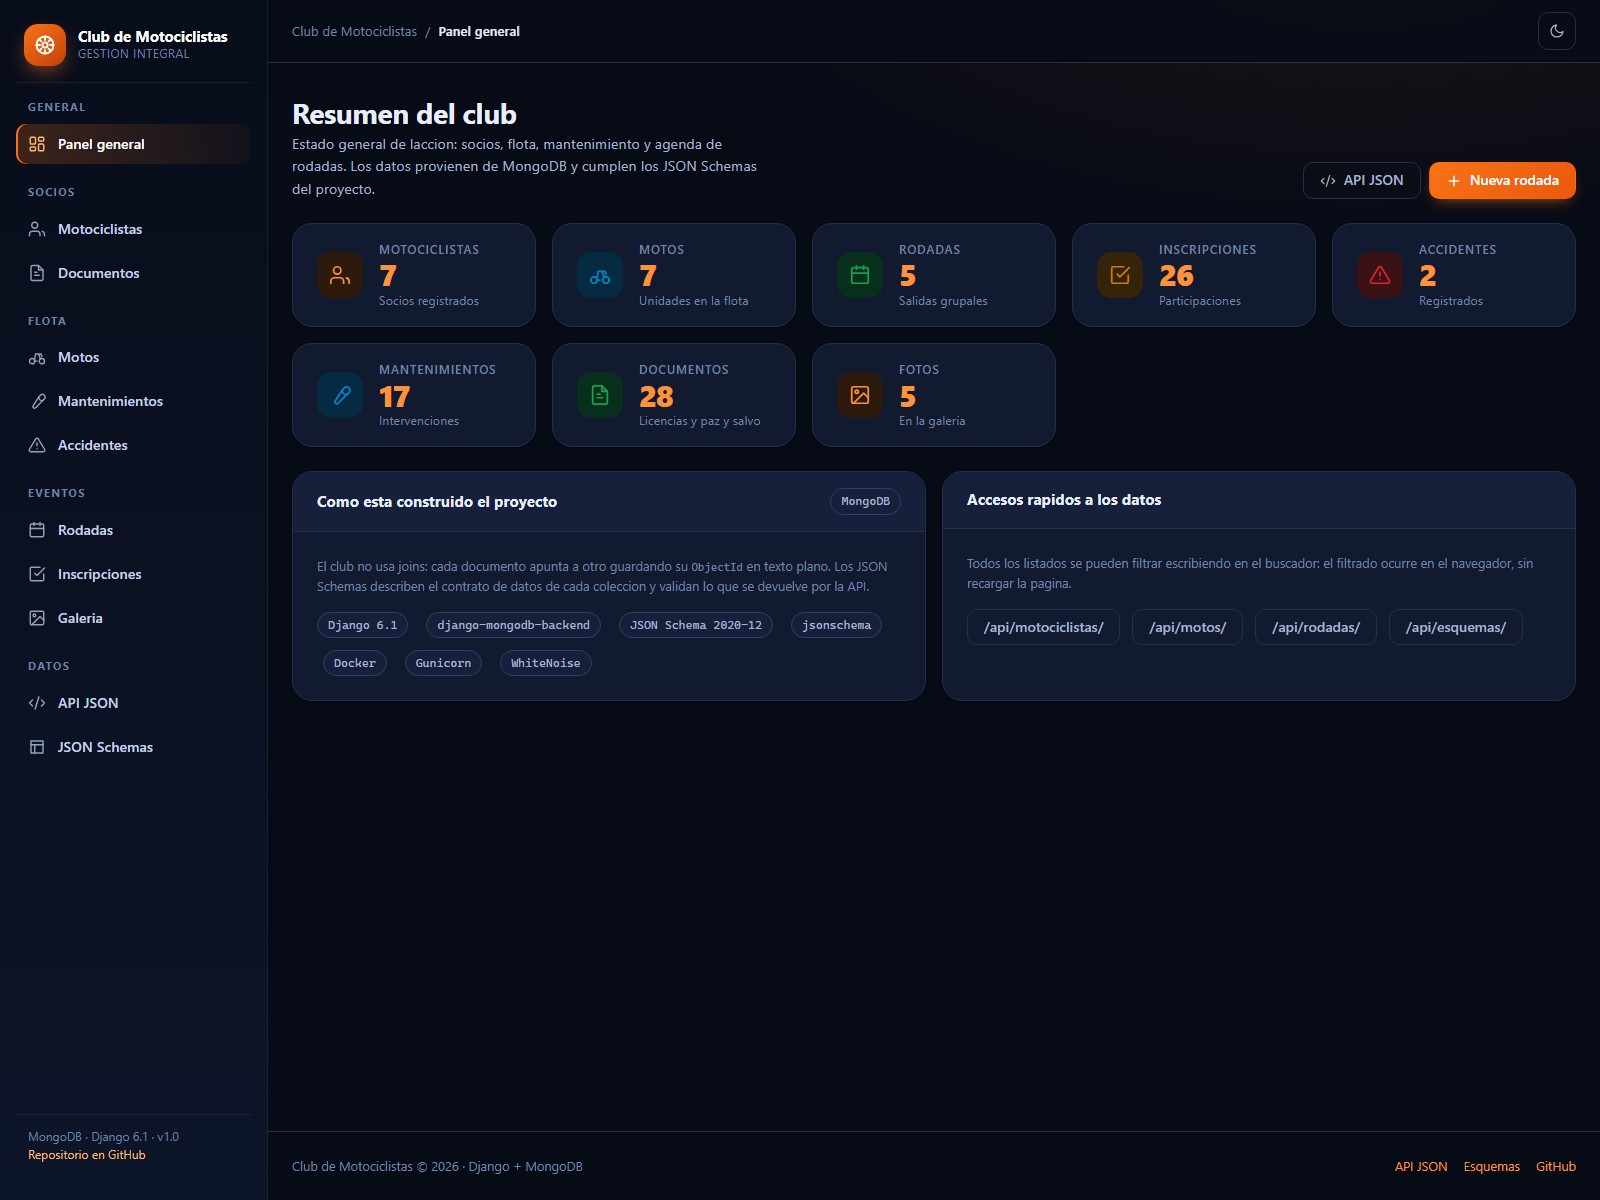 Club de Motociclistas
GESTION INTEGRAL
GENERAL
Panel general
SOCIOS
Motociclistas
Documentos
FLOTA
Motos
Mantenimientos
Accidentes
EVENTOS
Rodadas
Inscripciones
Galeria
DATOS
API JSON
JSON Schemas
MongoDB · Django 6.1 · v1.0
Repositorio en GitHub
Club de Motociclistas / Panel general
Resumen del club
Estado general de laccion: socios, flota, mantenimiento y agenda de
rodadas. Los datos provienen de MongoDB y cumplen los JSON Schemas
del proyecto.
API JSON
Nueva rodada
MOTOCICLISTAS
7
Socios registrados
MOTOS
7
Unidades en la flota
RODADAS
5
Salidas grupales
INSCRIPCIONES
26
Participaciones
ACCIDENTES
2
Registrados
MANTENIMIENTOS
17
Intervenciones
DOCUMENTOS
28
Licencias y paz y salvo
FOTOS
5
En la galeria
Como esta construido el proyecto
MongoDB
El club no usa joins: cada documento apunta a otro guardando su ObjectId en texto plano. Los JSON
Schemas describen el contrato de datos de cada coleccion y validan lo que se devuelve por la API.
Django 6.1
django-mongodb-backend
JSON Schema 2020-12
jsonschema
Docker
Gunicorn
WhiteNoise
Accesos rapidos a los datos
Todos los listados se pueden filtrar escribiendo en el buscador: el filtrado ocurre en el navegador, sin
recargar la pagina.
/api/motociclistas/
/api/motos/
/api/rodadas/
/api/esquemas/
Club de Motociclistas © 2026 · Django + MongoDB
API JSON
Esquemas
GitHub